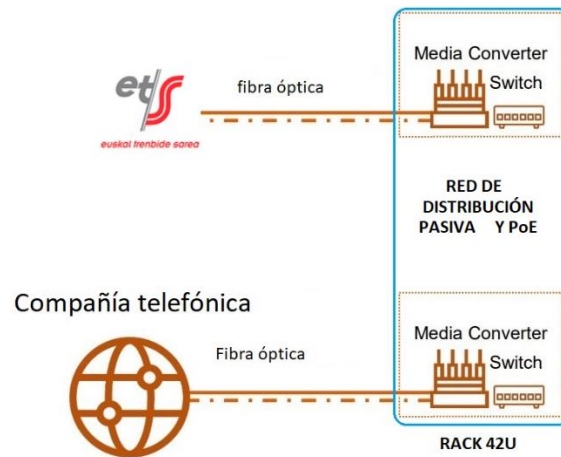 Media Converter
Switch
ets
fibra óptica
euskal trenbide sarea
RED DE
DISTRIBUCIÓN
PASIVA Y PoE
Compañía telefónica
Media Converter
Fibra óptica
Switch
RACK 42U